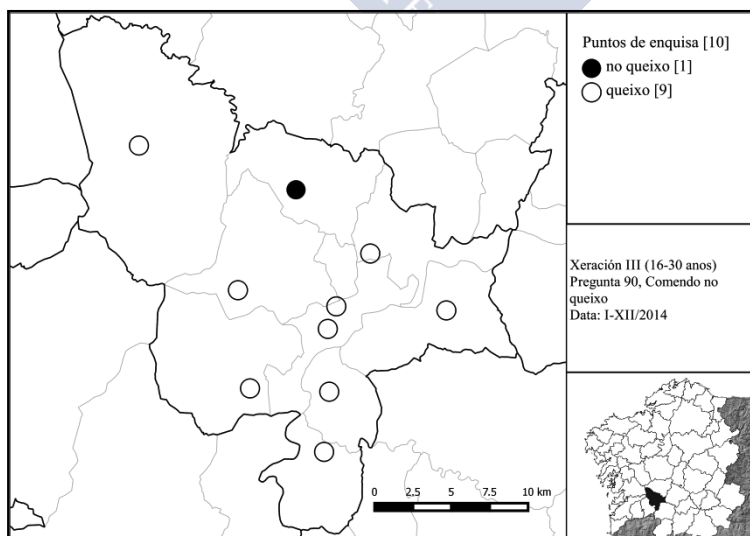 Puntos de enquisa [10]
no queixo [1]
queixo [9]
Xeración III (16-30 anos)
Pregunta 90, Comendo no
queixo
Data: I-XII/2014
0 2.5 5 7.5 10 km